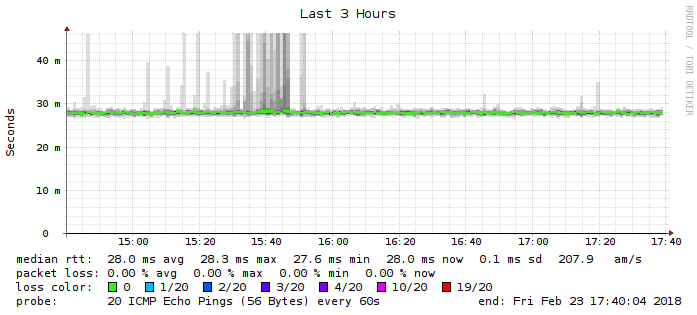 Last 3 Hours
RRDTOOL / TOBI OETIKER
Seconds
40 m
30 m
20 m
10 m
0
15:00 15:20 15:40 16:00 16:20 16:40 17:00 17:20 17:40
median rtt: 28.0 ms avg 28.3 ms max 27.6 ms min 28.0 ms now 0.1 ms sd 207.9 am/s
packet loss: 0.00 % avg 0.00 % max 0.00 % min 0.00 % now
loss color: 0 1/20 2/20 3/20 4/20 10/20 19/20
probe: 20 ICMP Echo Pings (56 Bytes) every 60s end: Fri Feb 23 17:40:04 2018